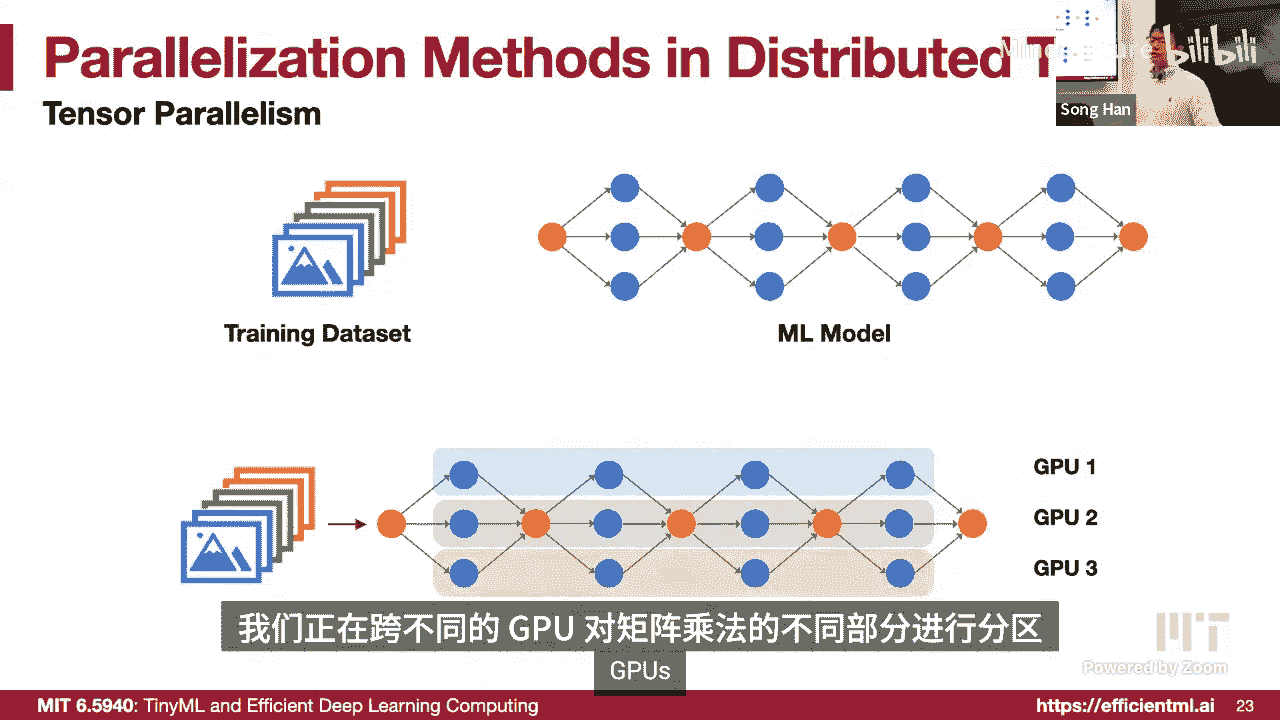 Parallelization Methods in Distributed T
bilibili
Song Han
Tensor Parallelism
Training Dataset
ML Model
GPU 1
GPU 2
GPU 3
我们正在跨不同的 GPU 对矩阵乘法的不同部分进行分区
GPUs
MIT
Powered by Zoom
MIT 6.5940: TinyML and Efficient Deep Learning Computing
https://efficientml.ai
23